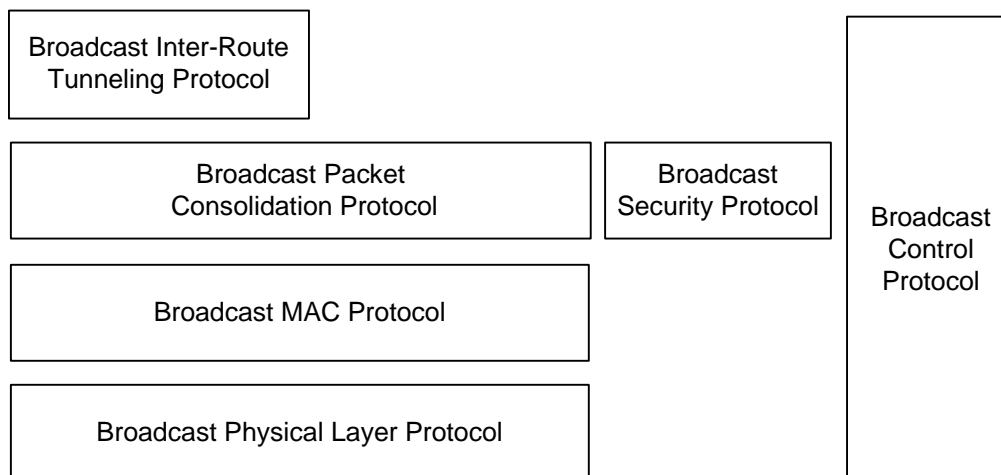 Broadcast Inter-Route
Tunneling Protocol
Broadcast Packet
Consolidation Protocol
Broadcast
Security Protocol
Broadcast
Control
Protocol
Broadcast MAC Protocol
Broadcast Physical Layer Protocol